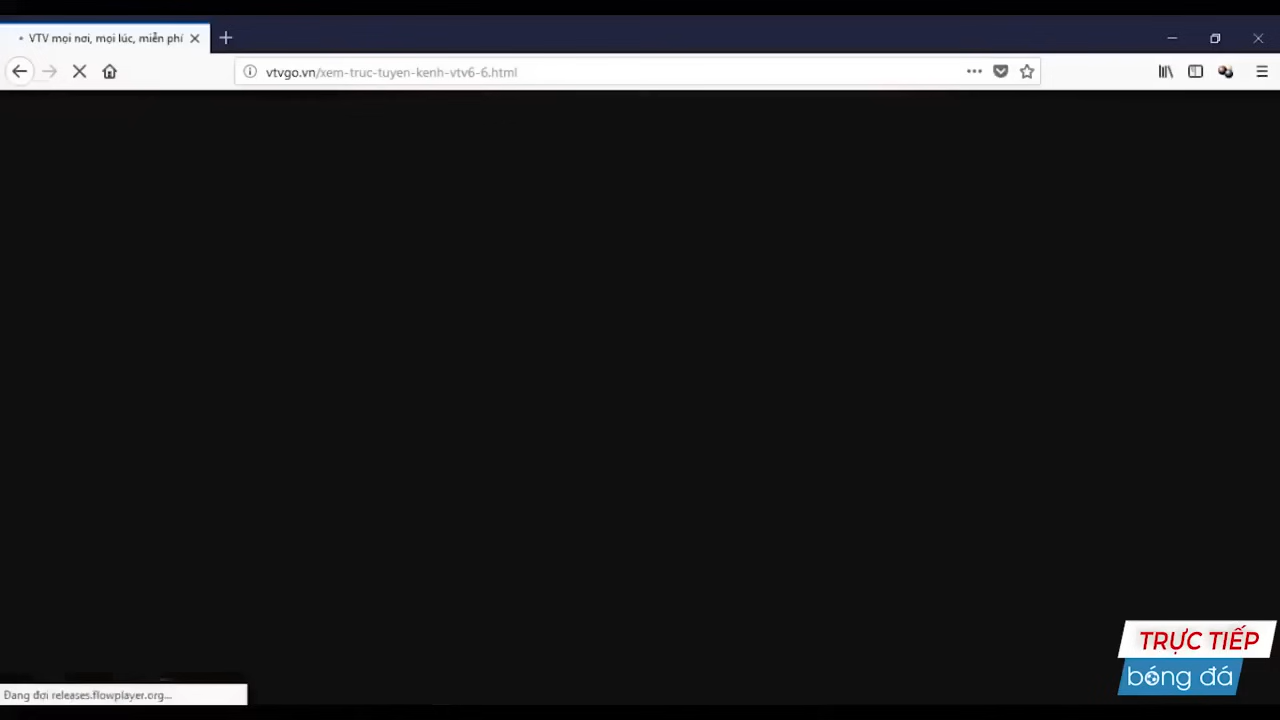 VTV mọi nơi, mọi lúc, miễn phí
vtvgo.vn/xem-truc-tuyen-kenh-vtv6-6.html
TRỰC TIẾP
bóng đá
Đang đợi releases.flowplayer.org...